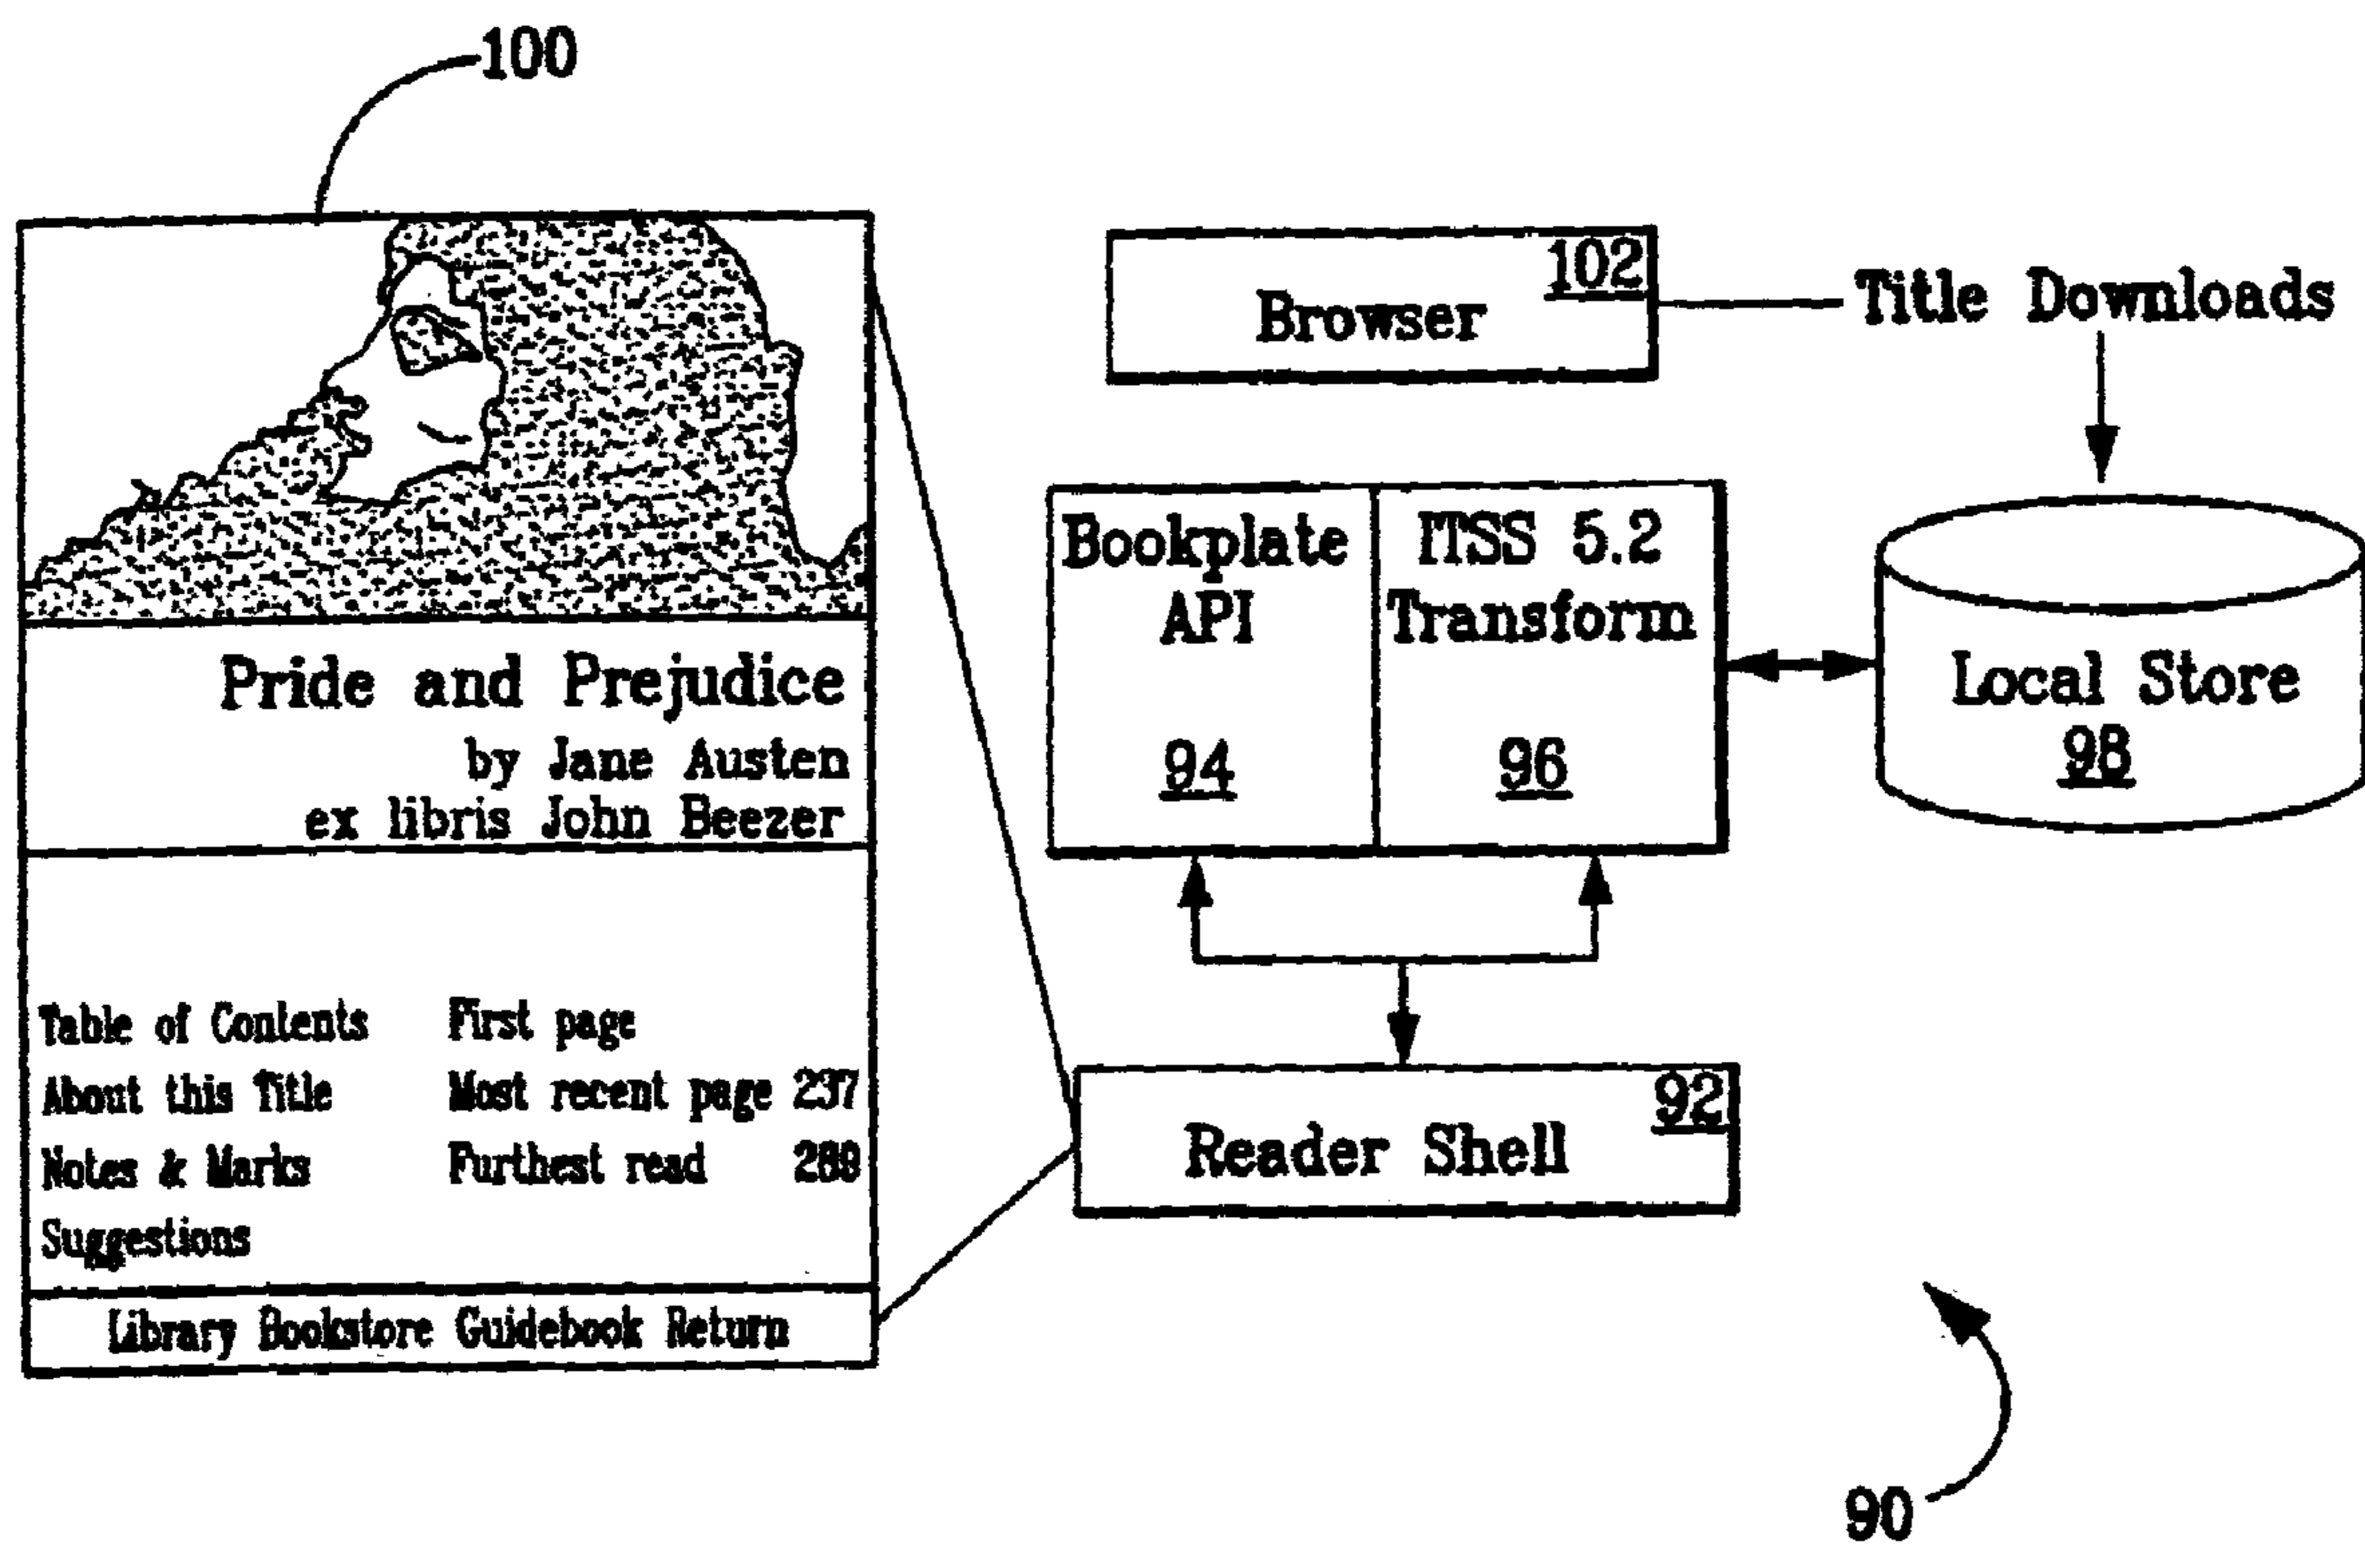 100
Pride and Prejudice
by Jane Austen
ex libris John Beezer
Table of Contents First page
About this Title Most recent page 237
Notes & Marks Furthest read 289
Suggestions
Library Bookstore Guidebook Return
102
Browser
Title Downloads
Bookplate
API
94
ITSS 5.2
Transform
96
Local Store
98
92
Reader Shell
90